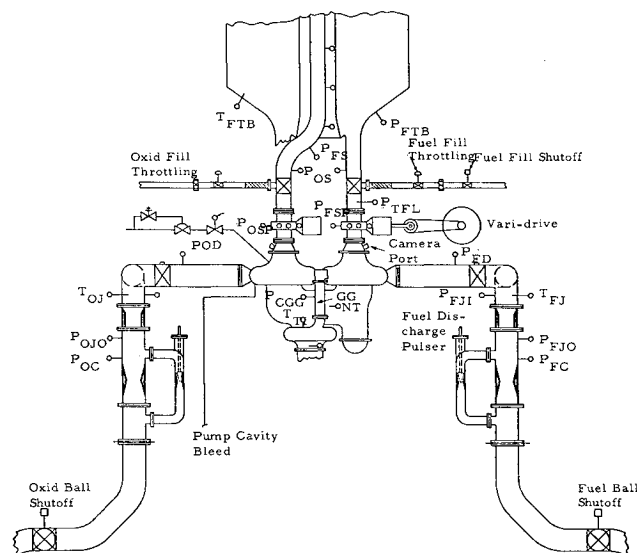 T FTB
P FTB
Oxid Fill
Throttling
P FS
P OS
Fuel Fill
Throttling
Fuel Fill Shutoff
P FSP
P TFL
P OSP
Vari-drive
POD
Camera
Port
P FD
T OJ
P CGG
GG
NT
T TI
P FJI
T FJ
Fuel Dis-
charge
Pulser
P OJO
P OC
P FJO
P FC
Pump Cavity
Bleed
Oxid Ball
Shutoff
Fuel Ball
Shutoff